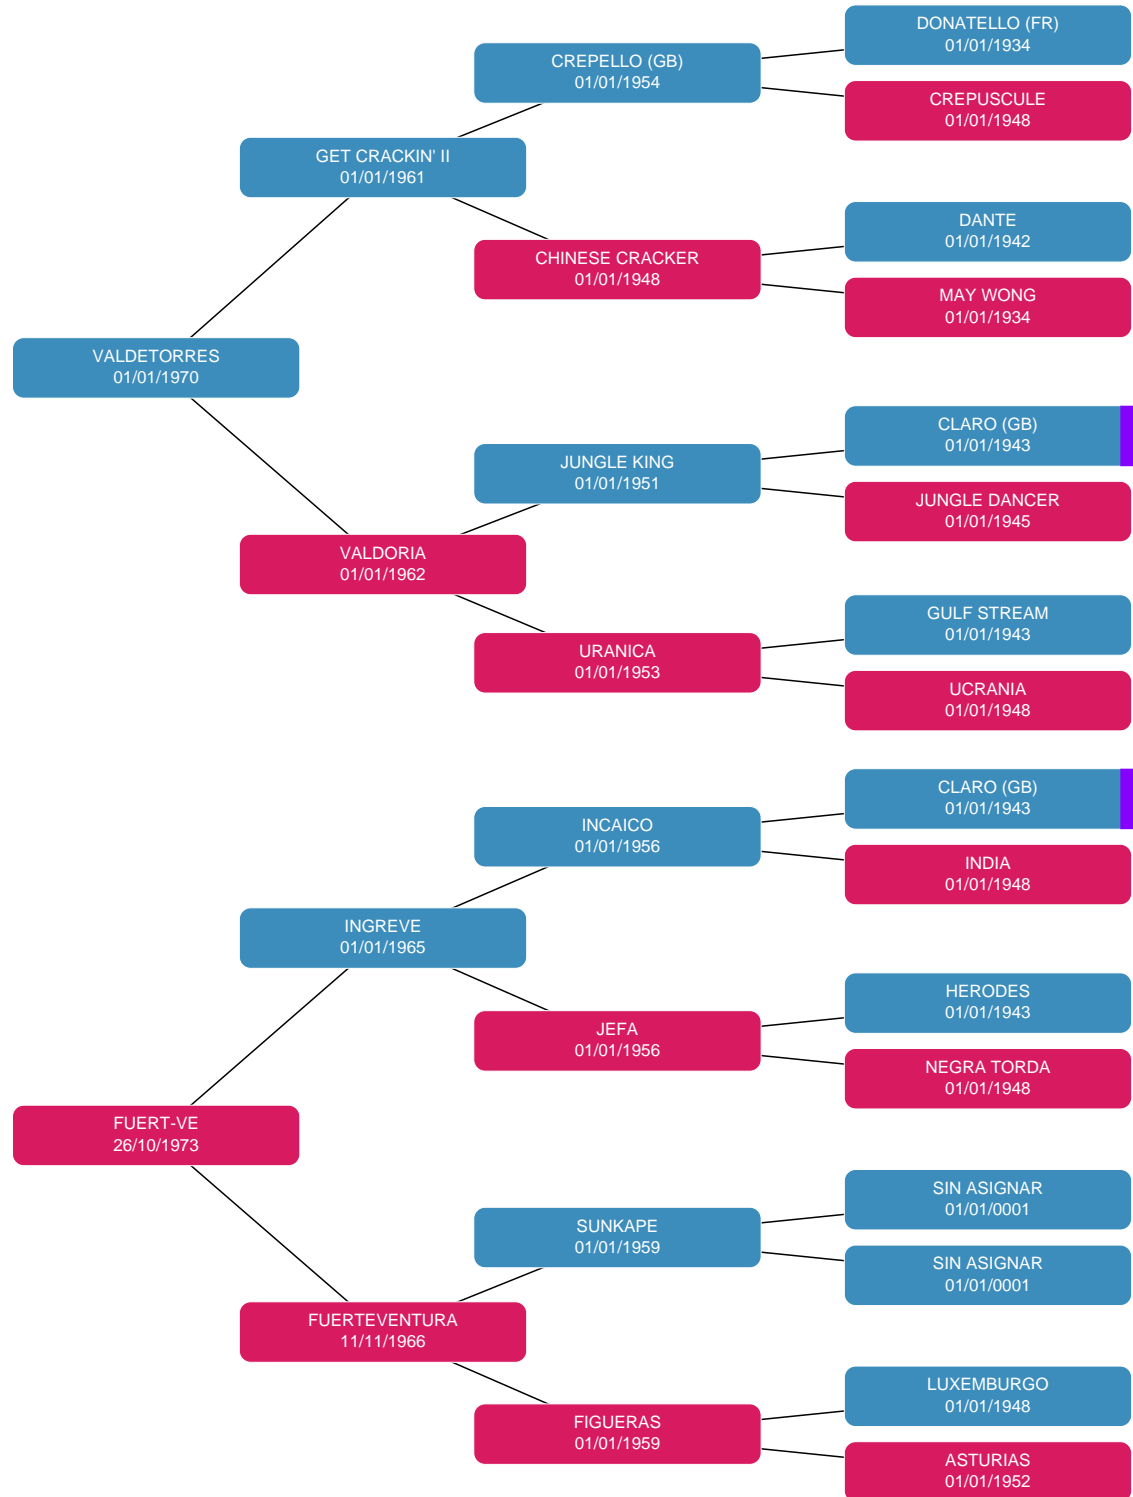 DONATELLO (FR)
01/01/1934
CREPELLO (GB)
01/01/1954
CREPUSCULE
01/01/1948
GET CRACKIN' II
01/01/1961
DANTE
01/01/1942
CHINESE CRACKER
01/01/1948
MAY WONG
01/01/1934
VALDETORRES
01/01/1970
CLARO (GB)
01/01/1943
JUNGLE KING
01/01/1951
JUNGLE DANCER
01/01/1945
VALDORIA
01/01/1962
GULF STREAM
01/01/1943
URANICA
01/01/1953
UCRANIA
01/01/1948
CLARO (GB)
01/01/1943
INCAICO
01/01/1956
INDIA
01/01/1948
INGREVE
01/01/1965
HERODES
01/01/1943
JEFA
01/01/1956
NEGRA TORDA
01/01/1948
FUERT-VE
26/10/1973
SIN ASIGNAR
01/01/0001
SUNKAPE
01/01/1959
SIN ASIGNAR
01/01/0001
FUERTEVENTURA
11/11/1966
LUXEMBURGO
01/01/1948
FIGUERAS
01/01/1959
ASTURIAS
01/01/1952